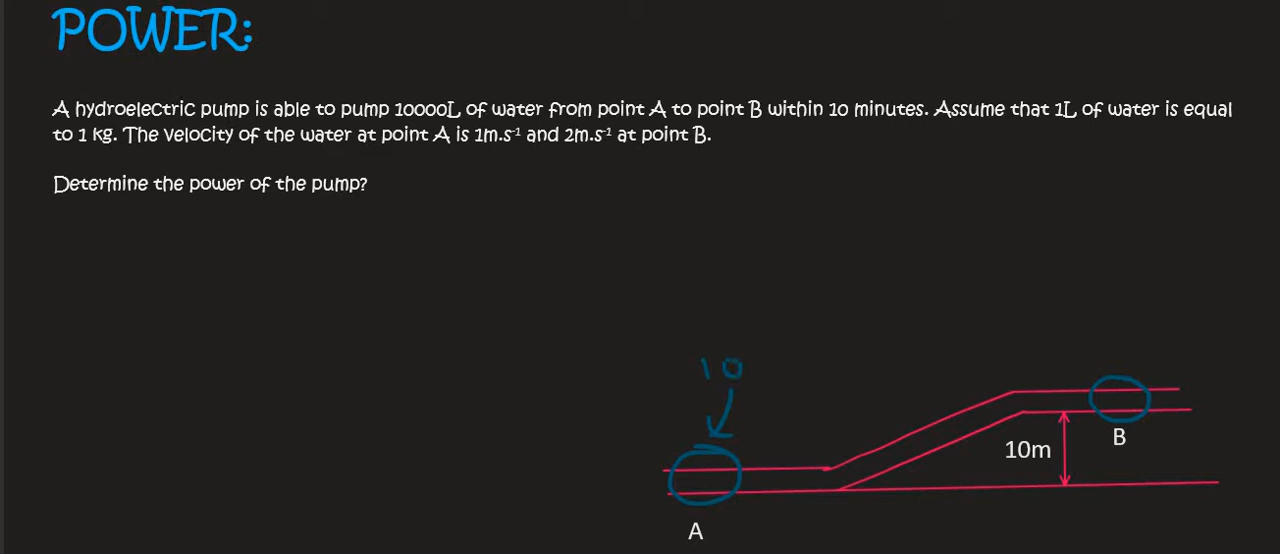 POWER:
A hydroelectric pump is able to pump 10000L of water from point A to point B within 10 minutes. Assume that 1L of water is equal
to 1 kg. The velocity of the water at point A is 1m.s⁻¹ and 2m.s⁻¹ at point B.
Determine the power of the pump?
10
B
10m
A